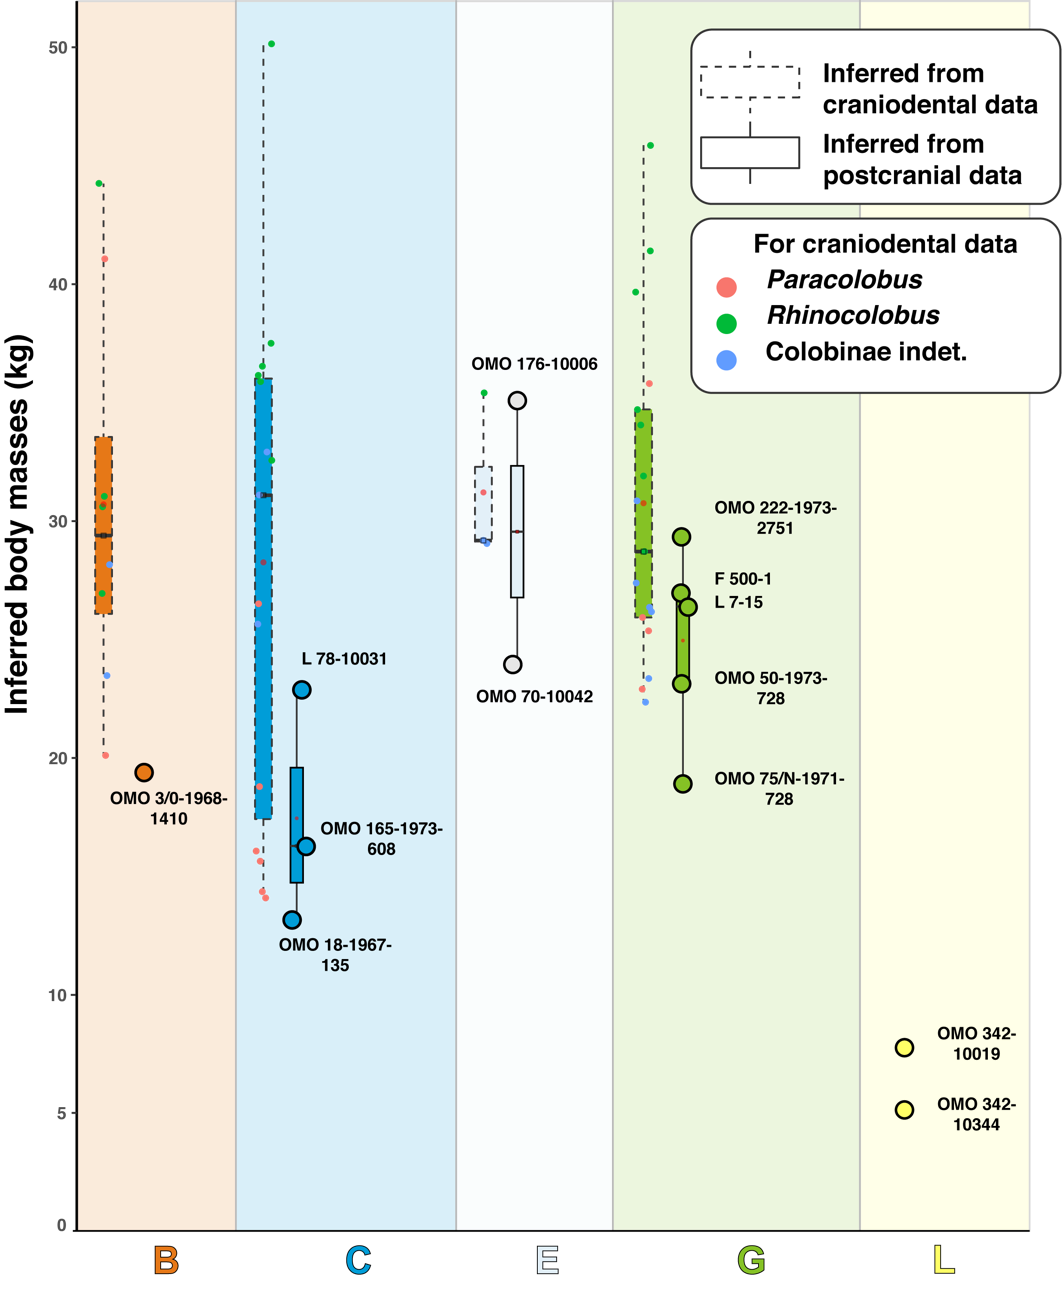 50
40
30
20
10
5
0
Inferred body masses (kg)
Inferred from
craniodental data
Inferred from
postcranial data
For craniodental data
Paracolobus
Rhinocolobus
Colobinae indet.
OMO 3/0-1968-
1410
L 78-10031
OMO 165-1973-
608
OMO 18-1967-
135
OMO 176-10006
OMO 70-10042
OMO 222-1973-
2751
F 500-1
L 7-15
OMO 50-1973-
728
OMO 75/N-1971-
728
OMO 342-
10019
OMO 342-
10344
B
C
E
G
L